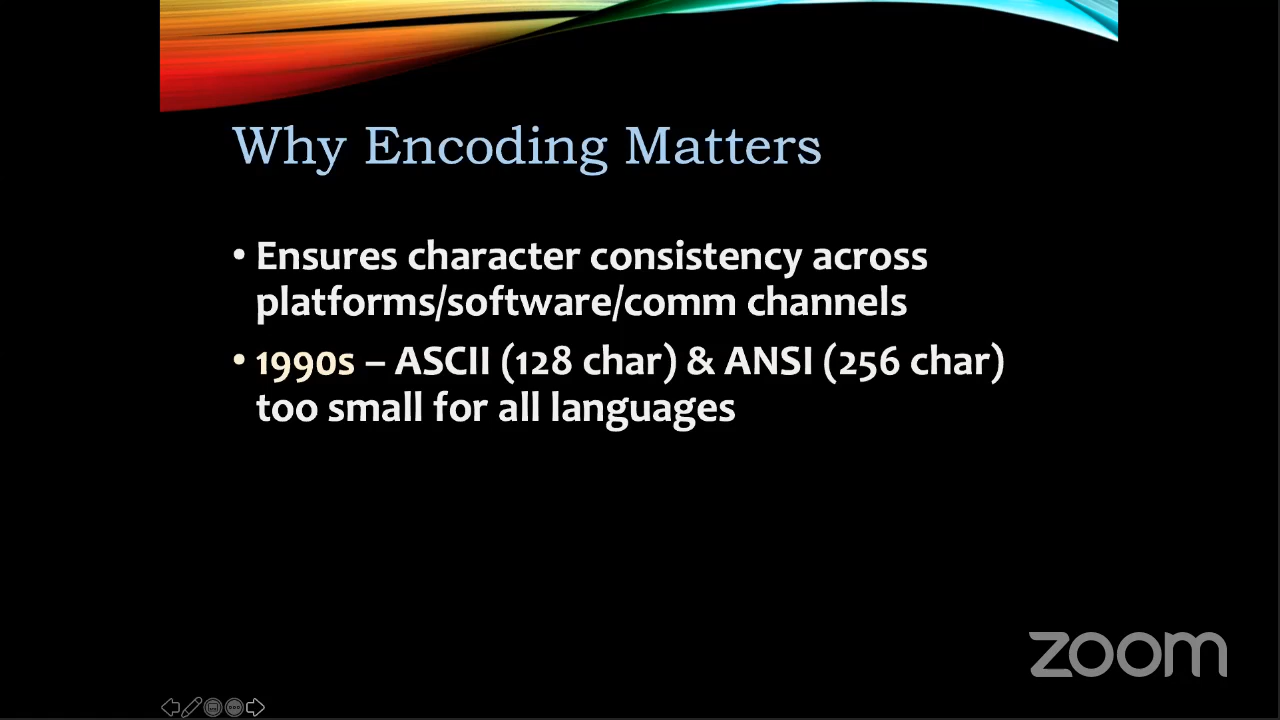 Why Encoding Matters
• Ensures character consistency across
platforms/software/comm channels
• 1990s – ASCII (128 char) & ANSI (256 char)
too small for all languages
zoom